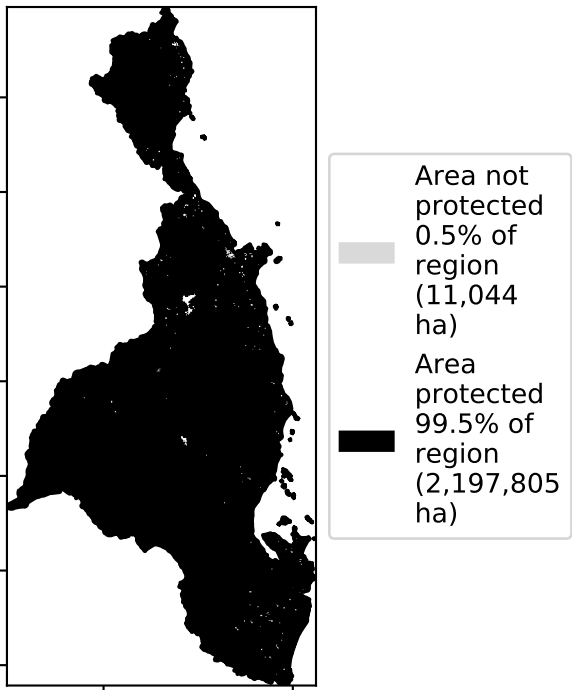 Area not
protected
0.5% of
region
(11,044
ha)
Area
protected
99.5% of
region
(2,197,805
ha)